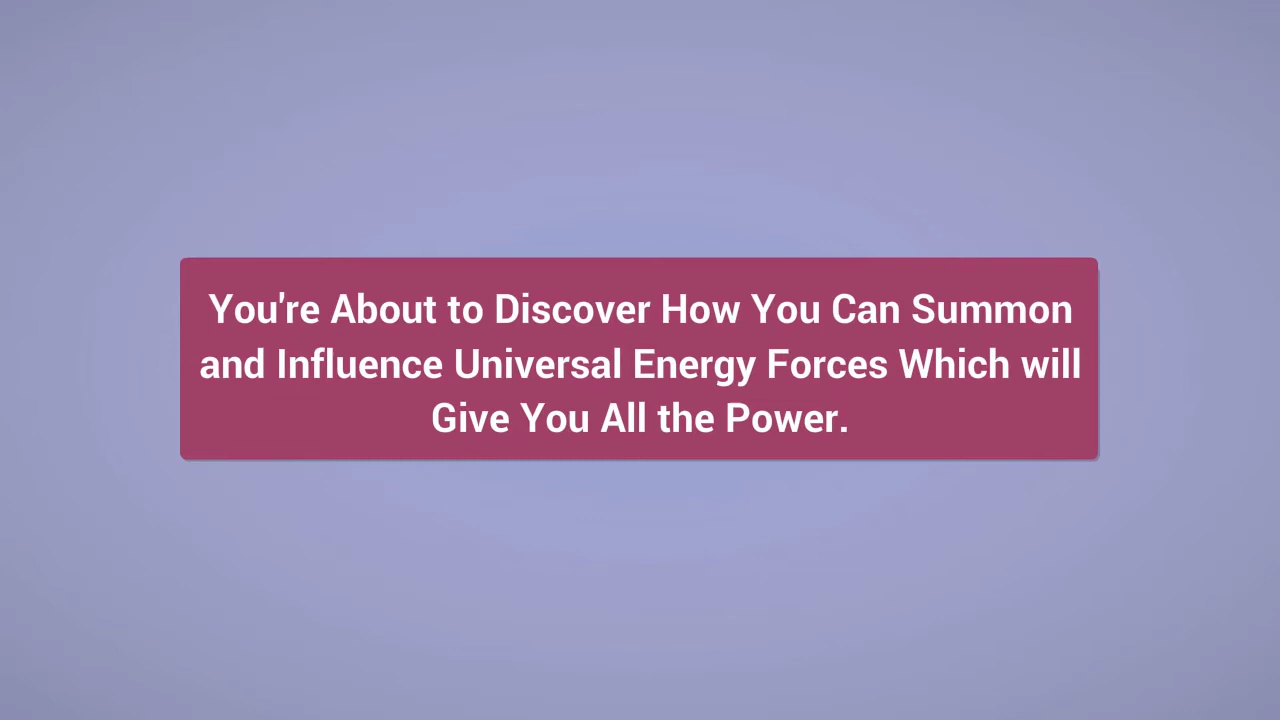 You're About to Discover How You Can Summon
and Influence Universal Energy Forces Which will
Give You All the Power.